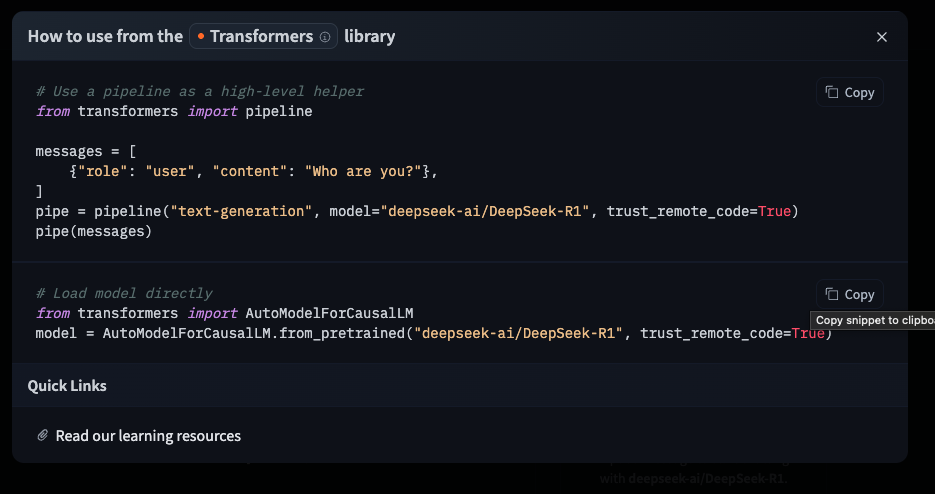 How to use from the Transformers library
# Use a pipeline as a high-level helper
Copy
from transformers import pipeline
messages = [
    {"role": "user", "content": "Who are you?"},
]
pipe = pipeline("text-generation", model="deepseek-ai/DeepSeek-R1", trust_remote_code=True)
pipe(messages)
# Load model directly
Copy
from transformers import AutoModelForCausalLM
Copy snippet to clipboa
model = AutoModelForCausalLM.from_pretrained("deepseek-ai/DeepSeek-R1", trust_remote_code=True)
Quick Links
Read our learning resources
with deepseek-ai/DeepSeek-R1.